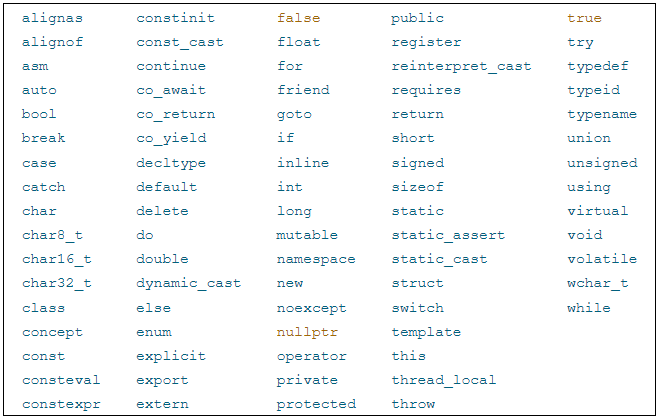 alignas constinit false public true
alignof const_cast float register try
asm continue for reinterpret_cast typedef
auto co_await friend requires typeid
bool co_return goto return typename
break co_yield if short union
case decltype inline signed unsigned
catch default int sizeof using
char delete long static virtual
char8_t do mutable static_assert void
char16_t double namespace static_cast volatile
char32_t dynamic_cast new struct wchar_t
class else noexcept switch while
concept enum nullptr template
const explicit operator this
consteval export private thread_local
constexpr extern protected throw